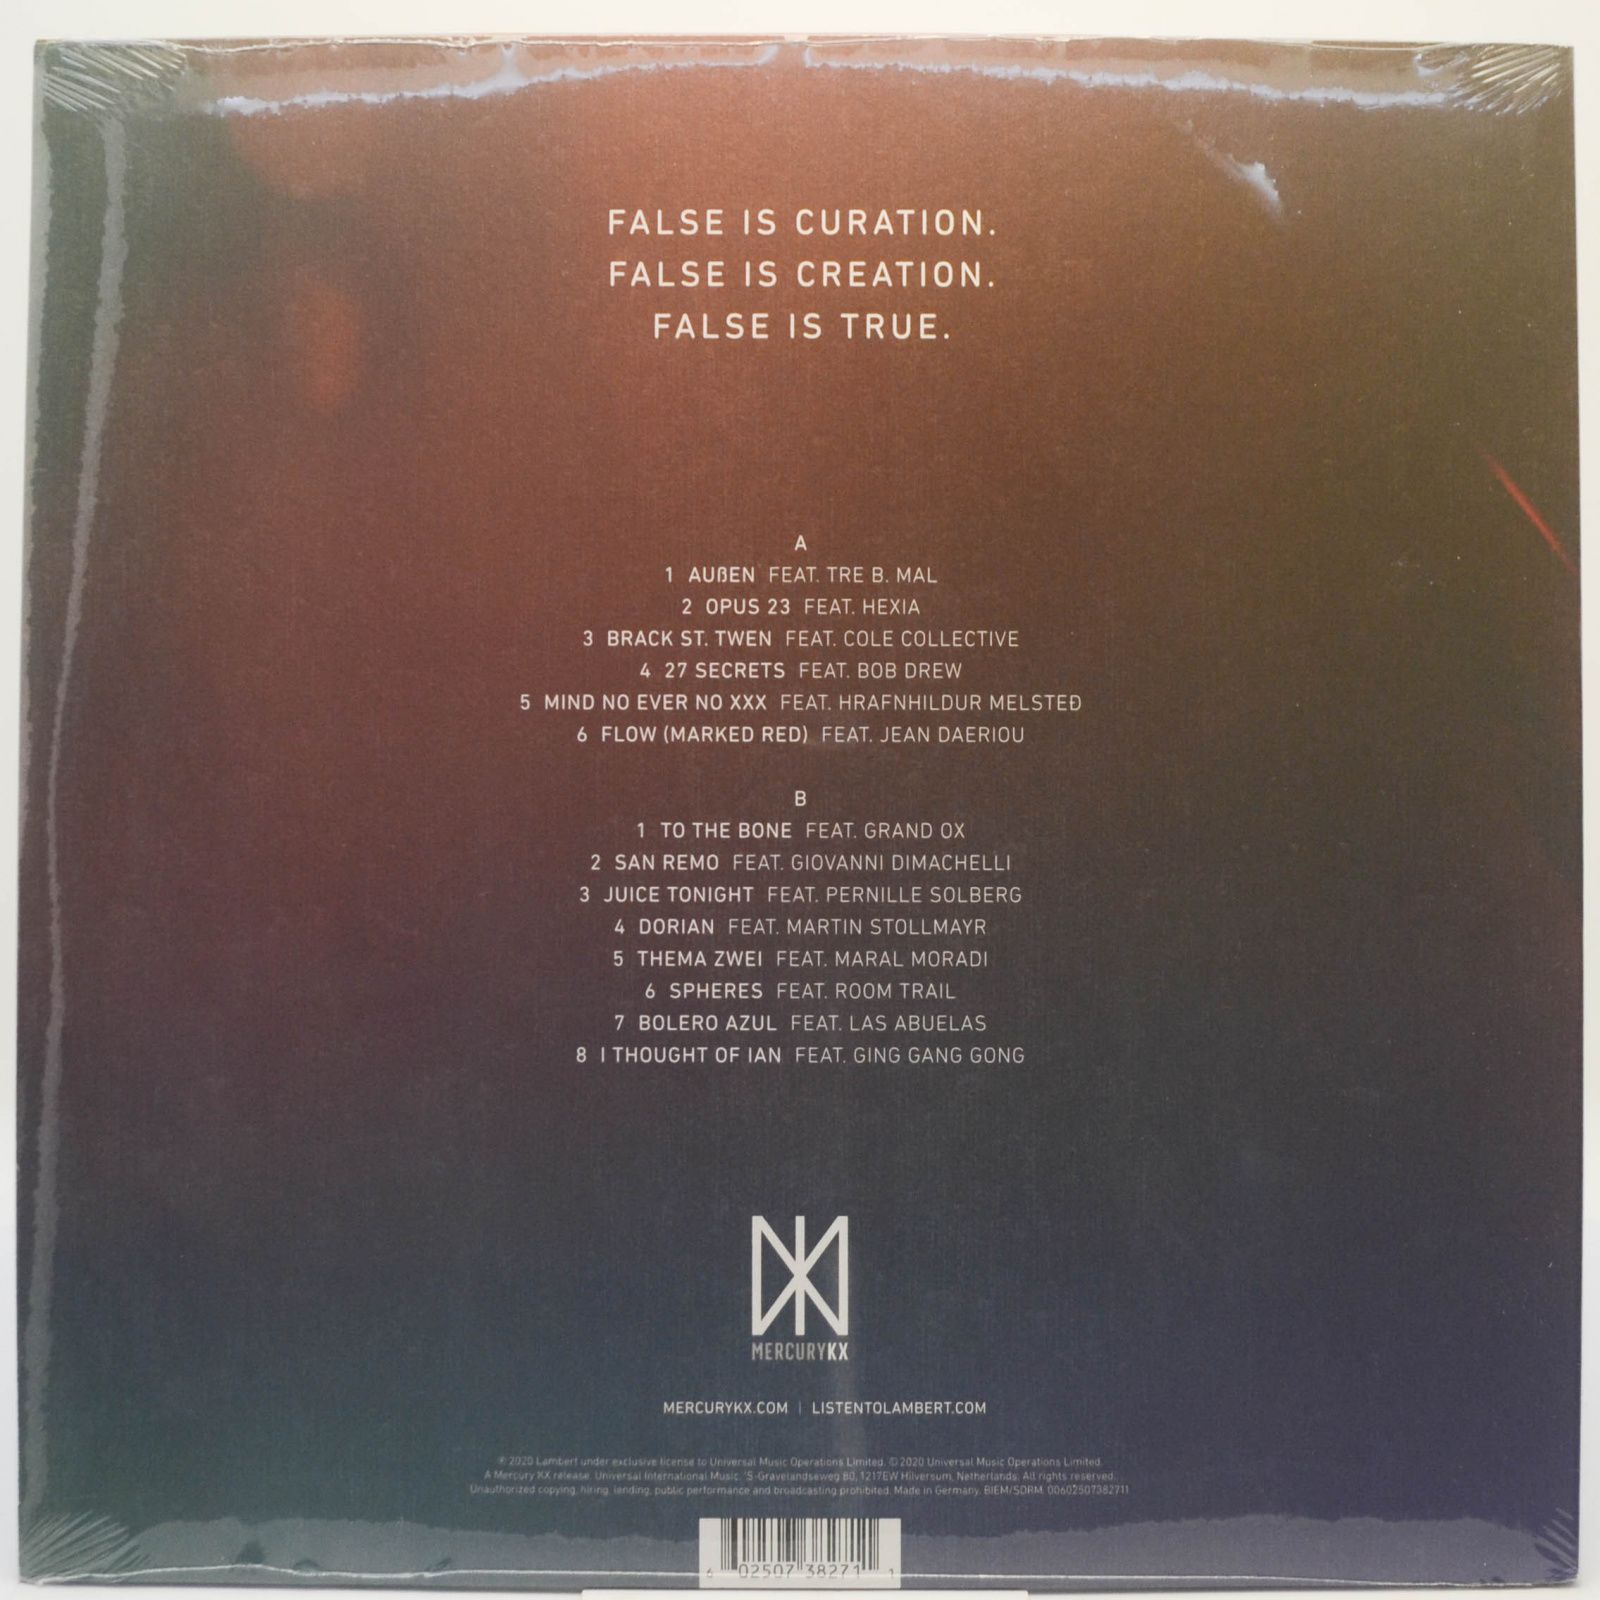 FALSE IS CURATION.
FALSE IS CREATION.
FALSE IS TRUE.
A
1 AUßEN FEAT. TRE B. MAL
2 OPUS 23 FEAT. HEXIA
3 BRACK ST. TWEN FEAT. COLE COLLECTIVE
4 27 SECRETS FEAT. BOB DREW
5 MIND NO EVER NO XXX FEAT. HRAFNHILDUR MELSTEÐ
6 FLOW (MARKED RED) FEAT. JEAN DAERIOU
B
1 TO THE BONE FEAT. GRAND OX
2 SAN REMO FEAT. GIOVANNI DIMACHELLI
3 JUICE TONIGHT FEAT. PERNILLE SOLBERG
4 DORIAN FEAT. MARTIN STOLLMAYR
5 THEMA ZWEI FEAT. MARAL MORADI
6 SPHERES FEAT. ROOM TRAIL
7 BOLERO AZUL FEAT. LAS ABUELAS
8 I THOUGHT OF IAN FEAT. GING GANG GONG
MERCURYKX
MERCURYKX.COM | LISTENTOLAMBERT.COM
℗ 2020 Lambert under exclusive license to Universal Music Operations Limited. © 2020 Universal Music Operations Limited.
A Mercury KX release. Universal International Music. 'S-Gravelandseweg 80, 1217EW Hilversum, Netherlands. All rights reserved.
Unauthorized copying, hiring, lending, public performance and broadcasting prohibited. Made in Germany. BIEM/SDRM. 00602507382711
6 02507 38271 1